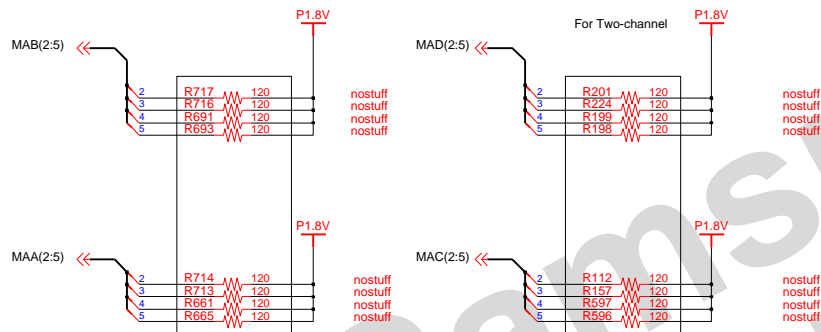 P1.8V
For Two-channel
P1.8V
MAB(2:5)
MAD(2:5)
2 R717 120 nostuff
3 R716 120 nostuff
4 R691 120 nostuff
5 R693 120 nostuff
2 R201 120 nostuff
3 R224 120 nostuff
4 R199 120 nostuff
5 R198 120 nostuff
P1.8V
P1.8V
MAA(2:5)
MAC(2:5)
2 R714 120 nostuff
3 R713 120 nostuff
4 R661 120 nostuff
5 R665 120 nostuff
2 R112 120 nostuff
3 R157 120 nostuff
4 R597 120 nostuff
5 R596 120 nostuff